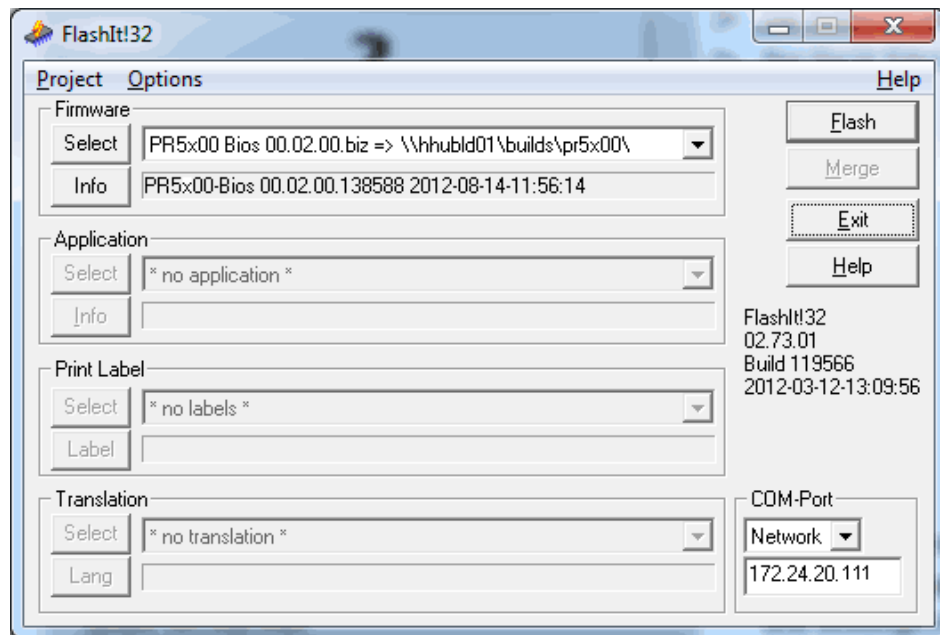 FlashIt!32
Project Options Help
Firmware
Select PR5x00 Bios 00.02.00.biz => \\hhubld01\builds\pr5x00\
Info PR5x00-Bios 00.02.00.138588 2012-08-14-11:56:14
Flash
Merge
Exit
Help
Application
Select * no application *
Info
FlashIt!32
02.73.01
Build 119566
2012-03-12-13:09:56
Print Label
Select * no labels *
Label
Translation
Select * no translation *
Lang
COM-Port
Network
172.24.20.111